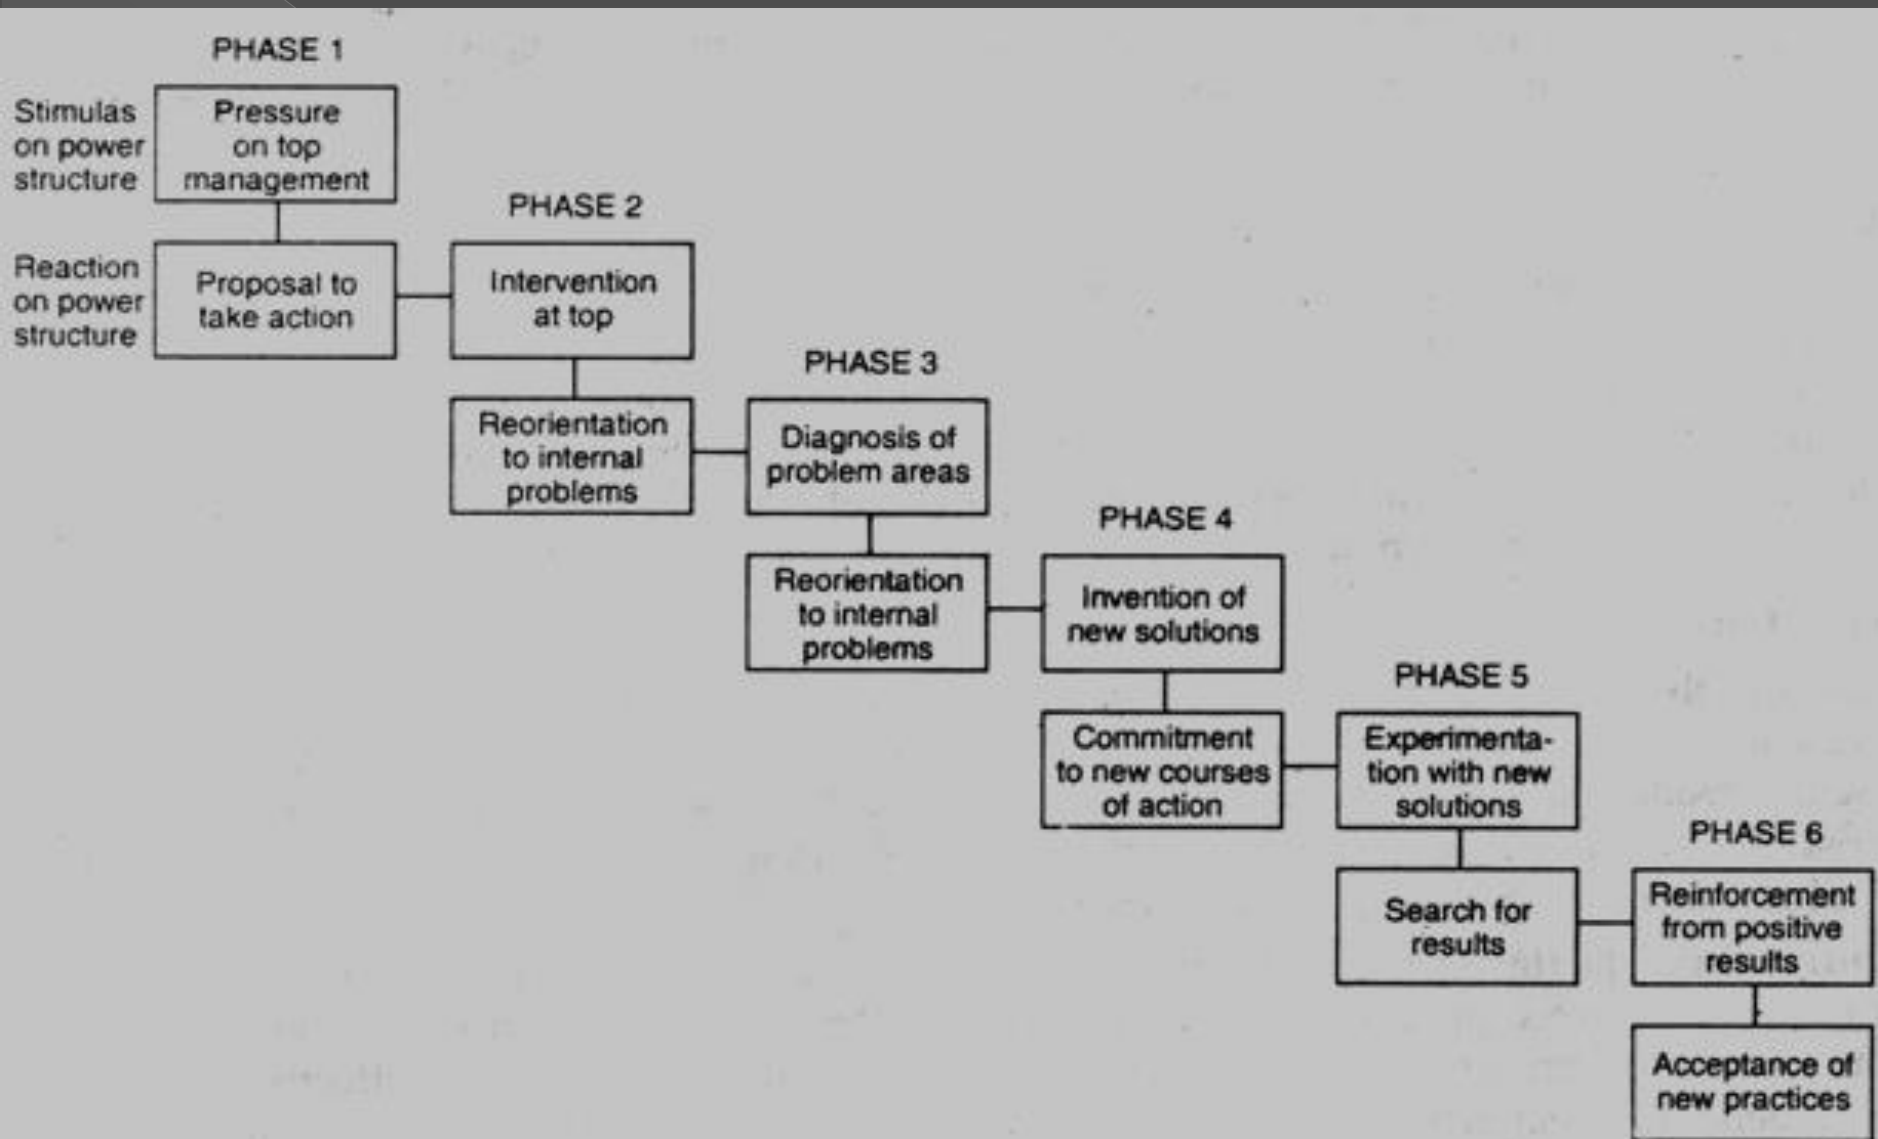 PHASE 1
Stimulas
on power
structure
Pressure
on top
management
PHASE 2
Reaction
on power
structure
Proposal to
take action
Intervention
at top
PHASE 3
Reorientation
to internal
problems
Diagnosis of
problem areas
PHASE 4
Reorientation
to internal
problems
Invention of
new solutions
PHASE 5
Commitment
to new courses
of action
Experimenta-
tion with new
solutions
PHASE 6
Search for
results
Reinforcement
from positive
results
Acceptance of
new practices